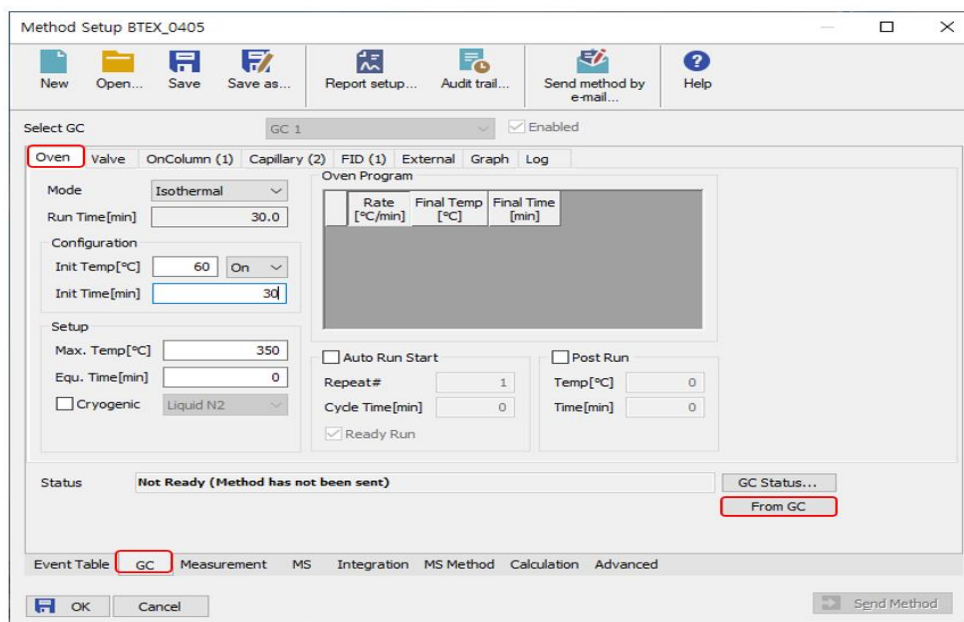 Method Setup BTEX_0405
New Open... Save Save as... Report setup... Audit trail... Send method by e-mail... Help
Select GC GC 1 Enabled
Oven Valve OnColumn (1) Capillary (2) FID (1) External Graph Log
Mode Isothermal
Run Time[min] 30.0
Configuration
Init Temp[°C] 60 On
Init Time[min] 30
Setup
Max. Temp[°C] 350
Equ. Time[min] 0
Cryogenic Liquid N2
Oven Program
Rate [°C/min] Final Temp [°C] Final Time [min]
Auto Run Start
Repeat# 1
Cycle Time[min] 0
Ready Run
Post Run
Temp[°C] 0
Time[min] 0
Status Not Ready (Method has not been sent) GC Status...
From GC
Event Table GC Measurement MS Integration MS Method Calculation Advanced
OK Cancel Send Method